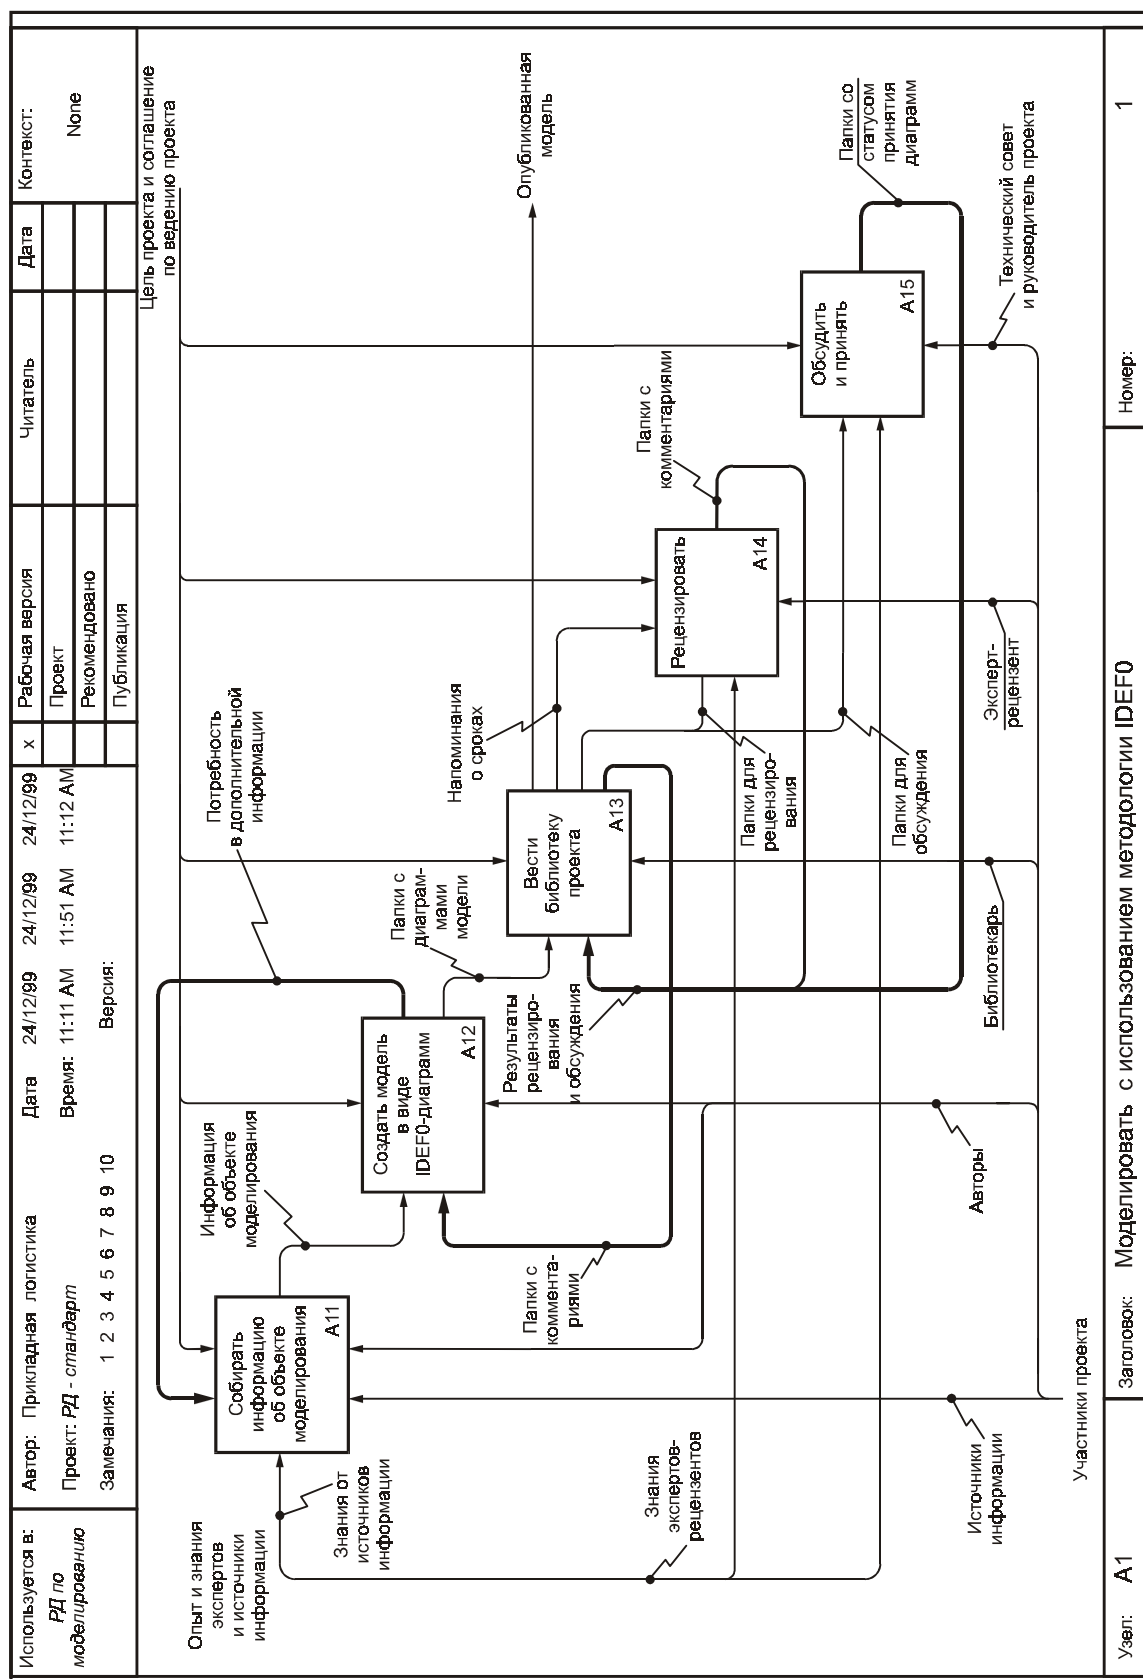 Используется в:
РД по
моделированию
Автор: Прикладная логистика
Проект: РД - стандарт
Замечания: 1 2 3 4 5 6 7 8 9 10
Дата 24/12/99 24/12/99 24/12/99
Время: 11:11 AM 11:51 AM 11:12 AM
Версия:
x
Рабочая версия
Проект
Рекомендовано
Публикация
Читатель
Дата
Контекст:
None
Цель проекта и соглашение
по ведению проекта
Опыт и знания
экспертов
и источники
информации
Знания от
источников
информации
Собирать
информацию
об объекте
моделирования
A11
Информация
об объекте
моделирования
Потребность
в дополнительной
информации
Создать модель
в виде
IDEF0-диаграмм
A12
Папки с
диаграм-
мами
модели
Вести
библиотеку
проекта
A13
Напоминания
о сроках
Опубликованная
модель
Папки с
коммента-
риями
Результаты
рецензиро-
вания
и обсуждения
Рецензировать
A14
Папки с
комментариями
Папки для
рецензиро-
вания
Обсудить
и принять
A15
Папки со
статусом
принятия
диаграмм
Папки для
обсуждения
Знания
экспертов-
рецензентов
Источники
информации
Авторы
Библиотекарь
Эксперт-
рецензент
Технический совет
и руководитель проекта
Участники проекта
Узел: A1
Заголовок: Моделировать с использованием методологии IDEF0
Номер: 1